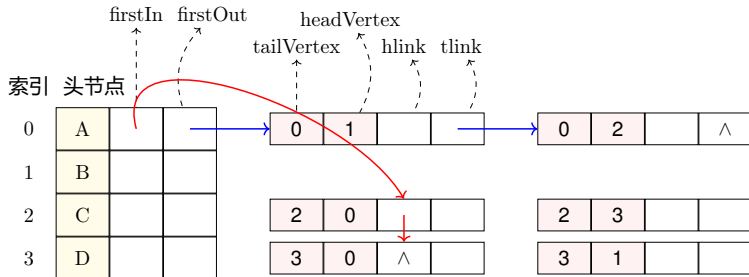 firstIn firstOut headVertex
tailVertex hlink tlink
索引 头节点
0 A 0 1 0 2 ∧
1 B
2 C 2 0 2 3
3 D 3 0 ∧ 3 1